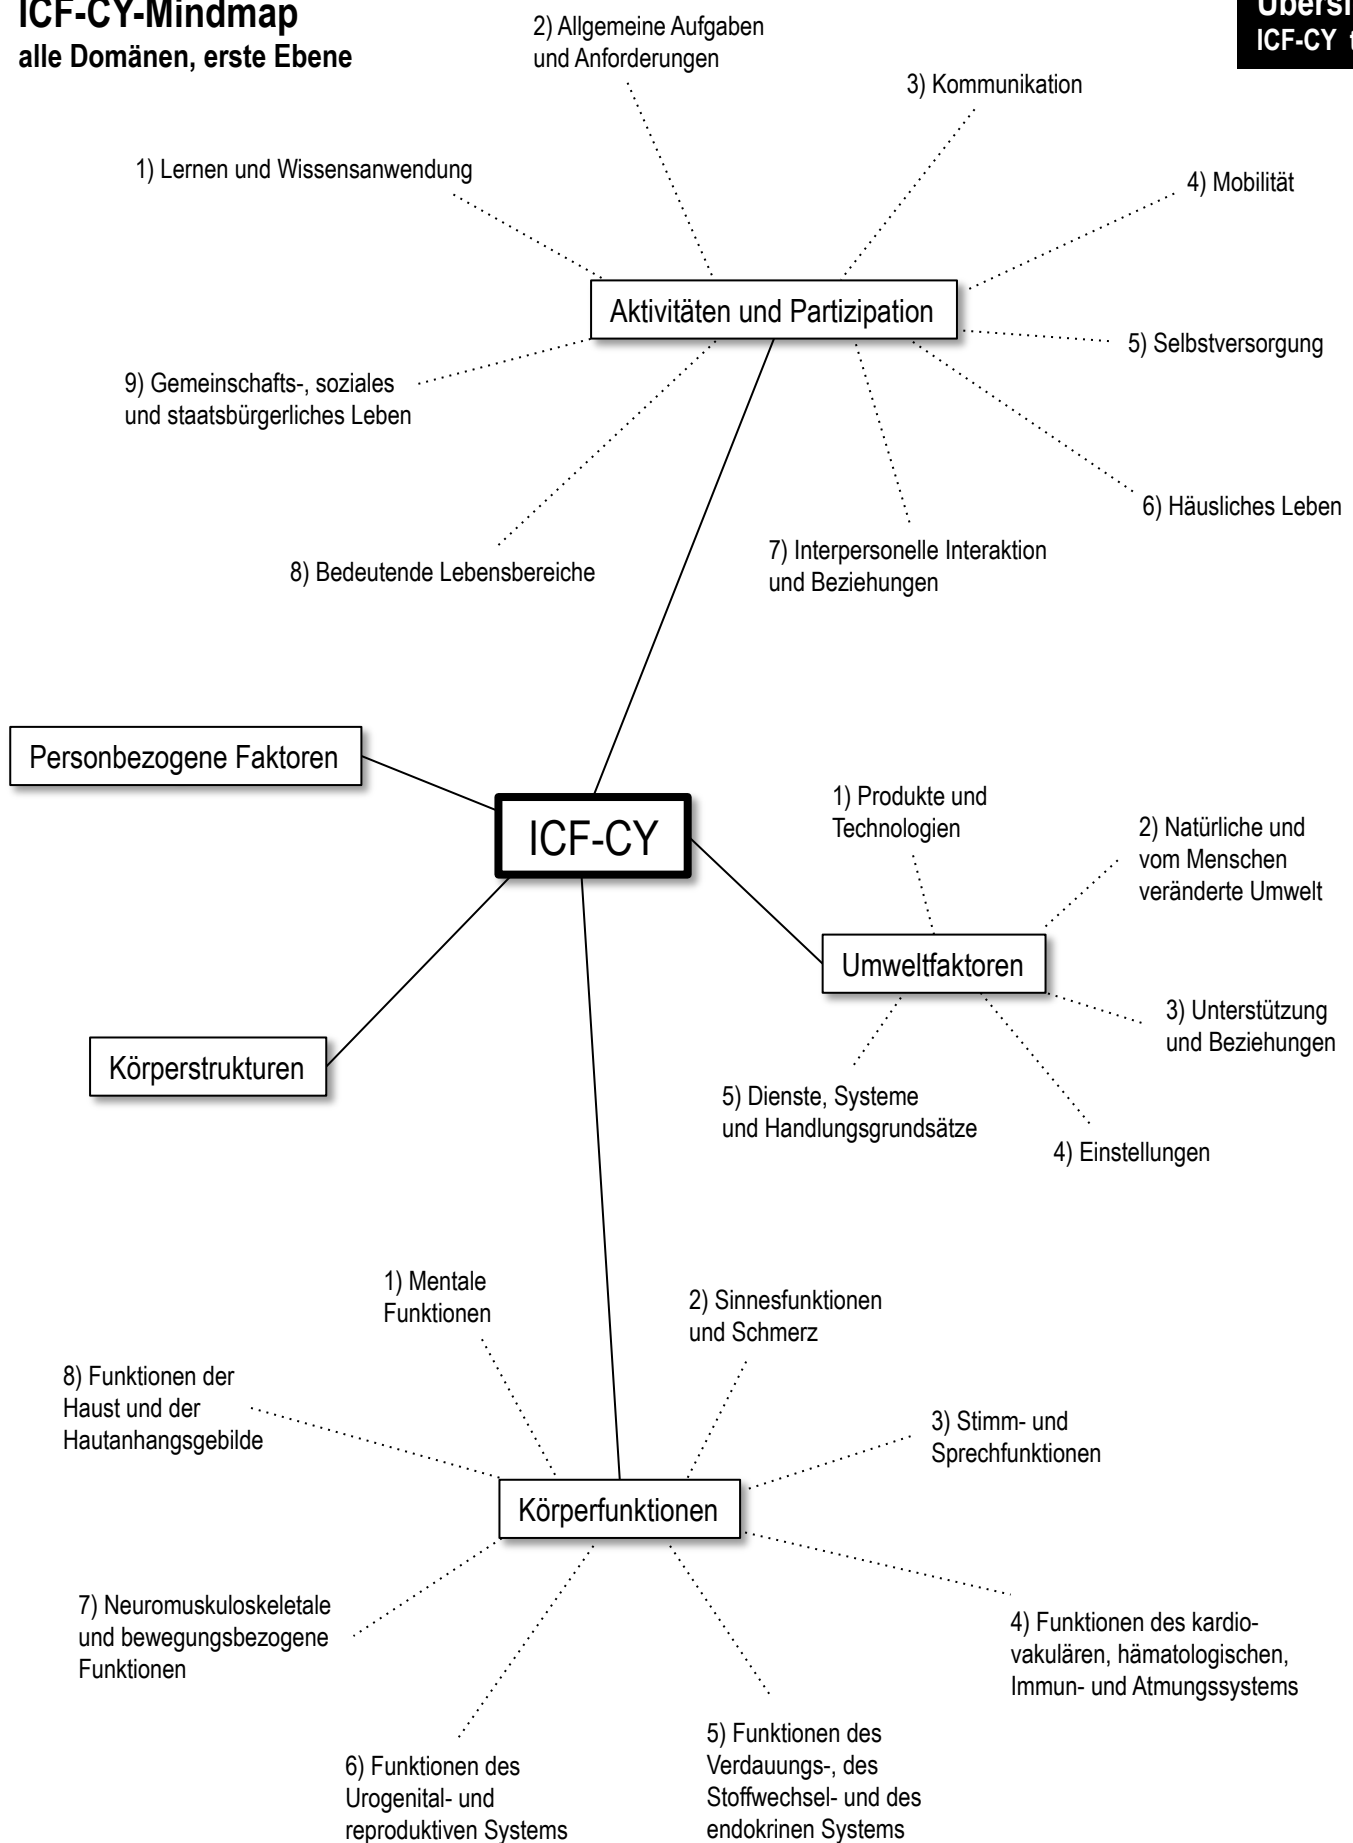 ICF-CY-Mindmap
alle Domänen, erste Ebene
ICF-CY
2) Allgemeine Aufgaben
und Anforderungen
3) Kommunikation
1) Lernen und Wissensanwendung
4) Mobilität
Aktivitäten und Partizipation
5) Selbstversorgung
9) Gemeinschafts-, soziales
und staatsbürgerliches Leben
6) Häusliches Leben
7) Interpersonelle Interaktion
und Beziehungen
8) Bedeutende Lebensbereiche
Personbezogene Faktoren
ICF-CY
1) Produkte und
Technologien
2) Natürliche und
vom Menschen
veränderte Umwelt
Umweltfaktoren
3) Unterstützung
und Beziehungen
Körperstrukturen
5) Dienste, Systeme
und Handlungsgrundsätze
4) Einstellungen
1) Mentale
Funktionen
2) Sinnesfunktionen
und Schmerz
8) Funktionen der
Haust und der
Hautanhangsgebilde
3) Stimm- und
Sprechfunktionen
Körperfunktionen
7) Neuromuskuloskeletale
und bewegungsbezogene
Funktionen
4) Funktionen des kardio-
vakulären, hämatologischen,
Immun- und Atmungssystems
6) Funktionen des
Urogenital- und
reproduktiven Systems
5) Funktionen des
Verdauungs-, des
Stoffwechsel- und des
endokrinen Systems